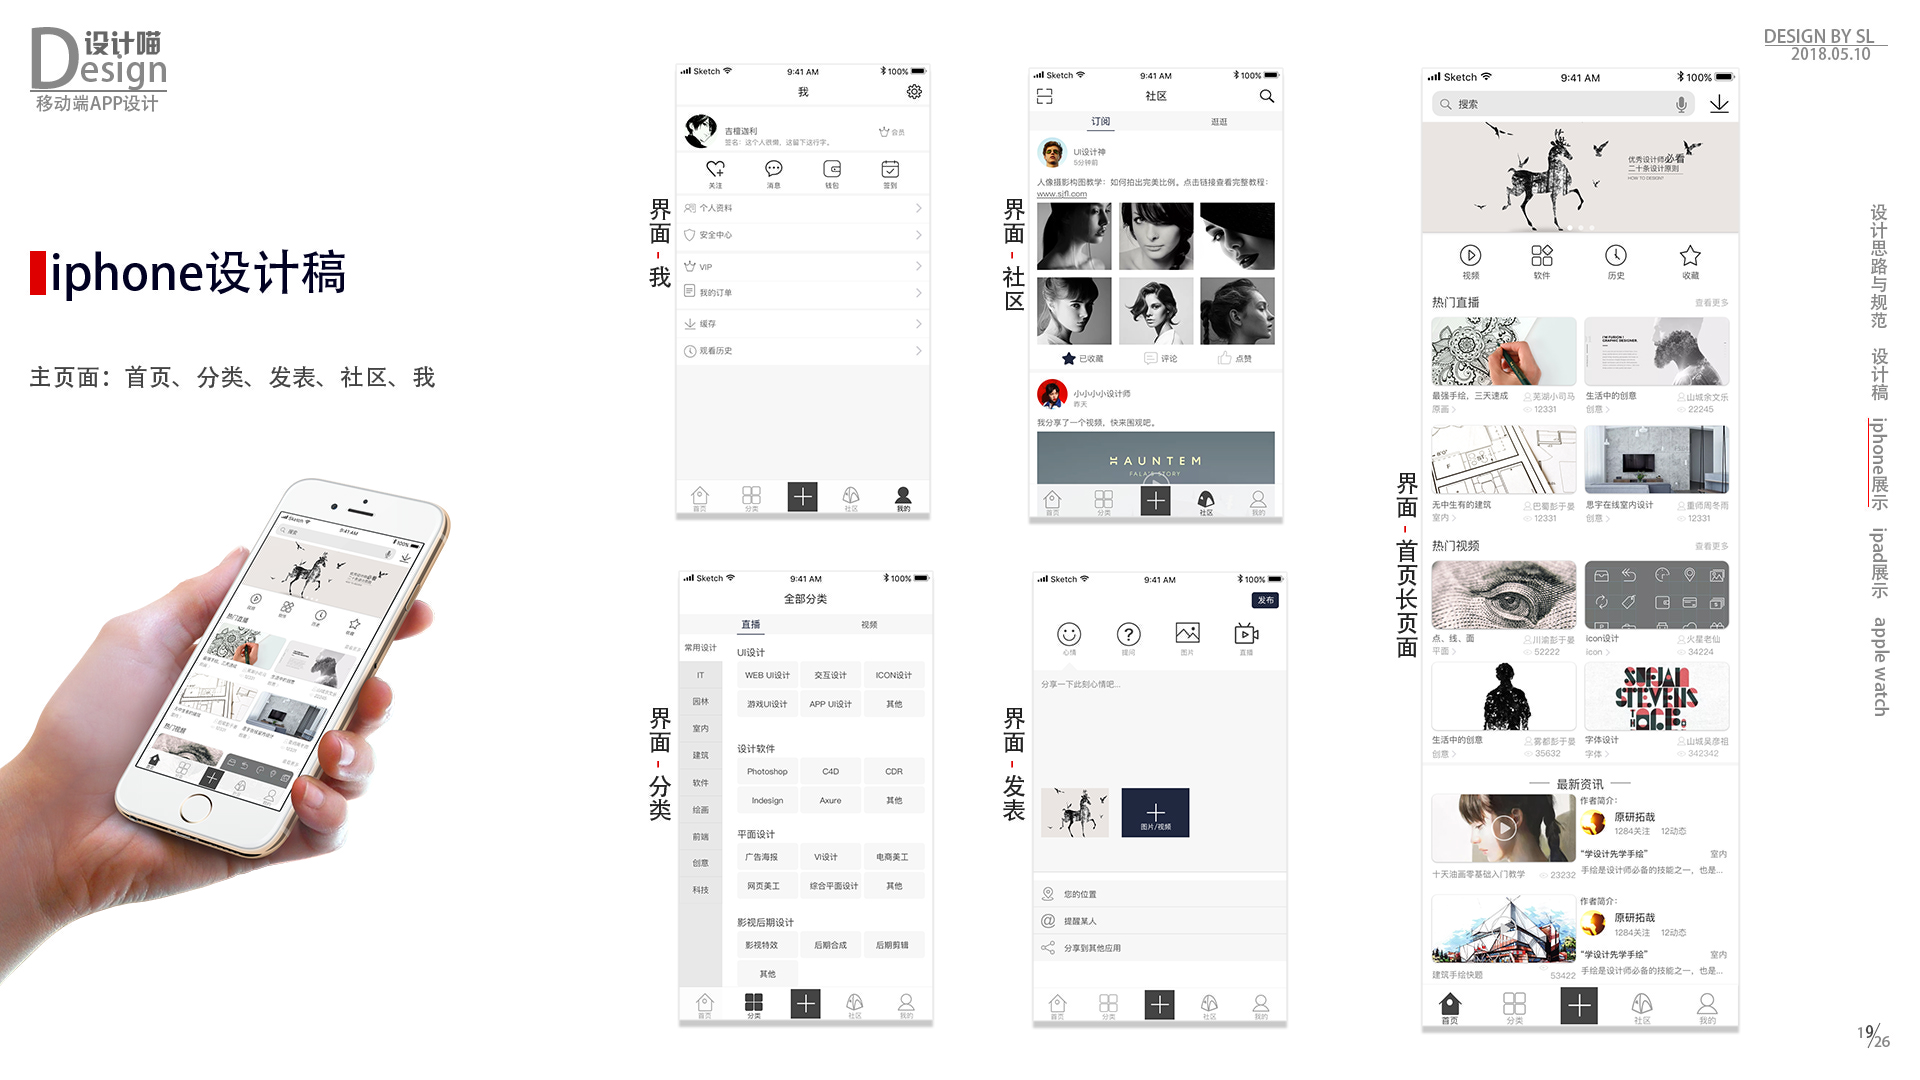 设计喵
Design
移动端APP设计
DESIGN BY SL
2018.05.10
iphone设计稿
主页面：首页、分类、发表、社区、我
界面-我
Sketch 9:41 AM 100%
我
吉檀迦利
签名：这个人很懒，这留下这行字。
会员
关注 消息 钱包 签到
个人资料
安全中心
VIP
我的订单
缓存
观看历史
首页 分类 社区 我的
界面-社区
Sketch 9:41 AM 100%
社区
订阅 逛逛
UI设计神
5分钟前
人像摄影构图教学：如何拍出完美比例。点击链接查看完整教程：
www.sjfl.com
已收藏 评论 点赞
小小小小设计师
昨天
我分享了一个视频，快来围观吧。
HAUNTEM
FALAI'S STORY
首页 分类 社区 我的
界面-分类
Sketch 9:41 AM 100%
全部分类
直播 视频
常用设计
IT
园林
室内
建筑
软件
绘画
前端
创意
科技
UI设计
WEB UI设计 交互设计 ICON设计
游戏UI设计 APP UI设计 其他
设计软件
Photoshop C4D CDR
Indesign Axure 其他
平面设计
广告海报 VI设计 电商美工
网页美工 综合平面设计 其他
影视后期设计
影视特效 后期合成 后期剪辑
其他
首页 分类 社区 我的
界面-发表
Sketch 9:41 AM 100%
发布
心情 提问 图片 直播
分享一下此刻心情吧...
图片/视频
您的位置
提醒某人
分享到其他应用
首页 分类 社区 我的
界面-首页长页面
Sketch 9:41 AM 100%
搜索
优秀设计师必看
二十条设计原则
HOW TO DESIGN?
视频 软件 历史 收藏
热门直播 查看更多
I'M FURION !
GRAPHIC DESIGNER.
最强手绘，三天速成 芜湖小司马
原画 12331
生活中的创意 山城余文乐
创意 22245
无中生有的建筑 巴蜀彭于晏
室内 12331
思宇在线室内设计 重师周冬雨
创意 12331
热门视频 查看更多
点、线、面 川渝彭于晏
平面 52222
icon设计 火星老仙
icon 34224
SUFJAN
STEVENS
生活中的创意 雾都彭于晏
创意 35632
字体设计 山城吴彦祖
字体 342342
最新资讯
作者简介：
原研拓哉
1284关注 12动态
“学设计先学手绘” 室内
手绘是设计师必备的技能之一，也是...
十天油画零基础入门教学 23232
作者简介：
原研拓哉
1284关注 12动态
“学设计先学手绘” 室内
手绘是设计师必备的技能之一，也是...
建筑手绘快题 53422
首页 分类 社区 我的
设计思路与规范 设计稿 iphone展示 ipad展示 apple watch
19/26